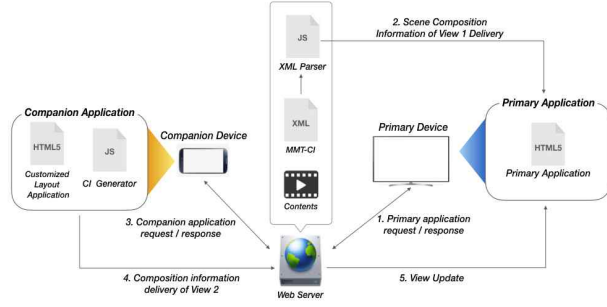 2. Scene Composition
Information of View 1 Delivery
JS
XML Parser
XML
MMT-CI
Contents
Companion Application
HTML5
Customized
Layout
Application
JS
CI Generator
Companion Device
Primary Device
Primary Application
HTML5
Primary Application
3. Companion application
request / response
1. Primary application
request / response
4. Composition information
delivery of View 2
Web Server
5. View Update